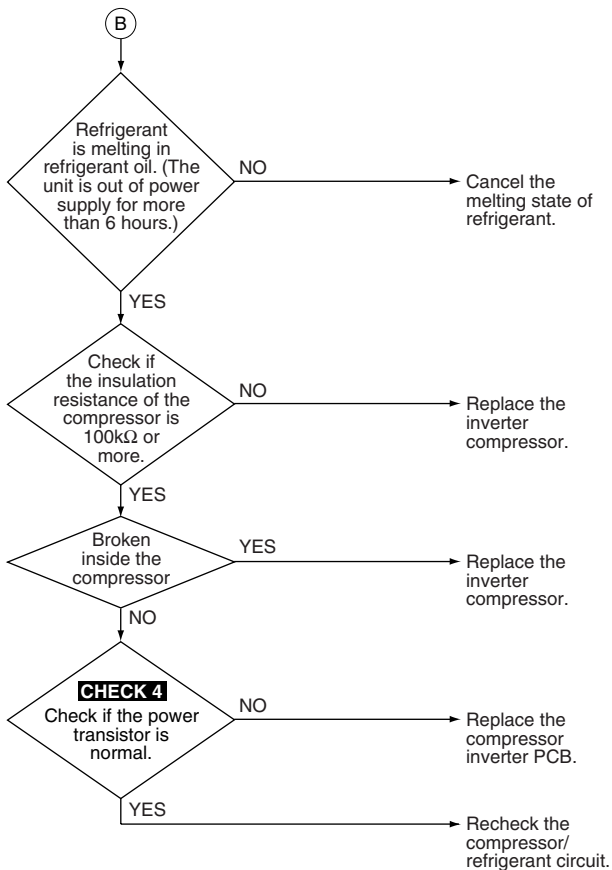 B
Refrigerant
is melting in
refrigerant oil. (The
unit is out of power
supply for more
than 6 hours.)
NO
Cancel the
melting state of
refrigerant.
YES
Check if
the insulation
resistance of the
compressor is
100kΩ or
more.
NO
Replace the
inverter
compressor.
YES
Broken
inside the
compressor
YES
Replace the
inverter
compressor.
NO
CHECK 4
Check if the power
transistor is
normal.
NO
Replace the
compressor
inverter PCB.
YES
Recheck the
compressor/
refrigerant circuit.